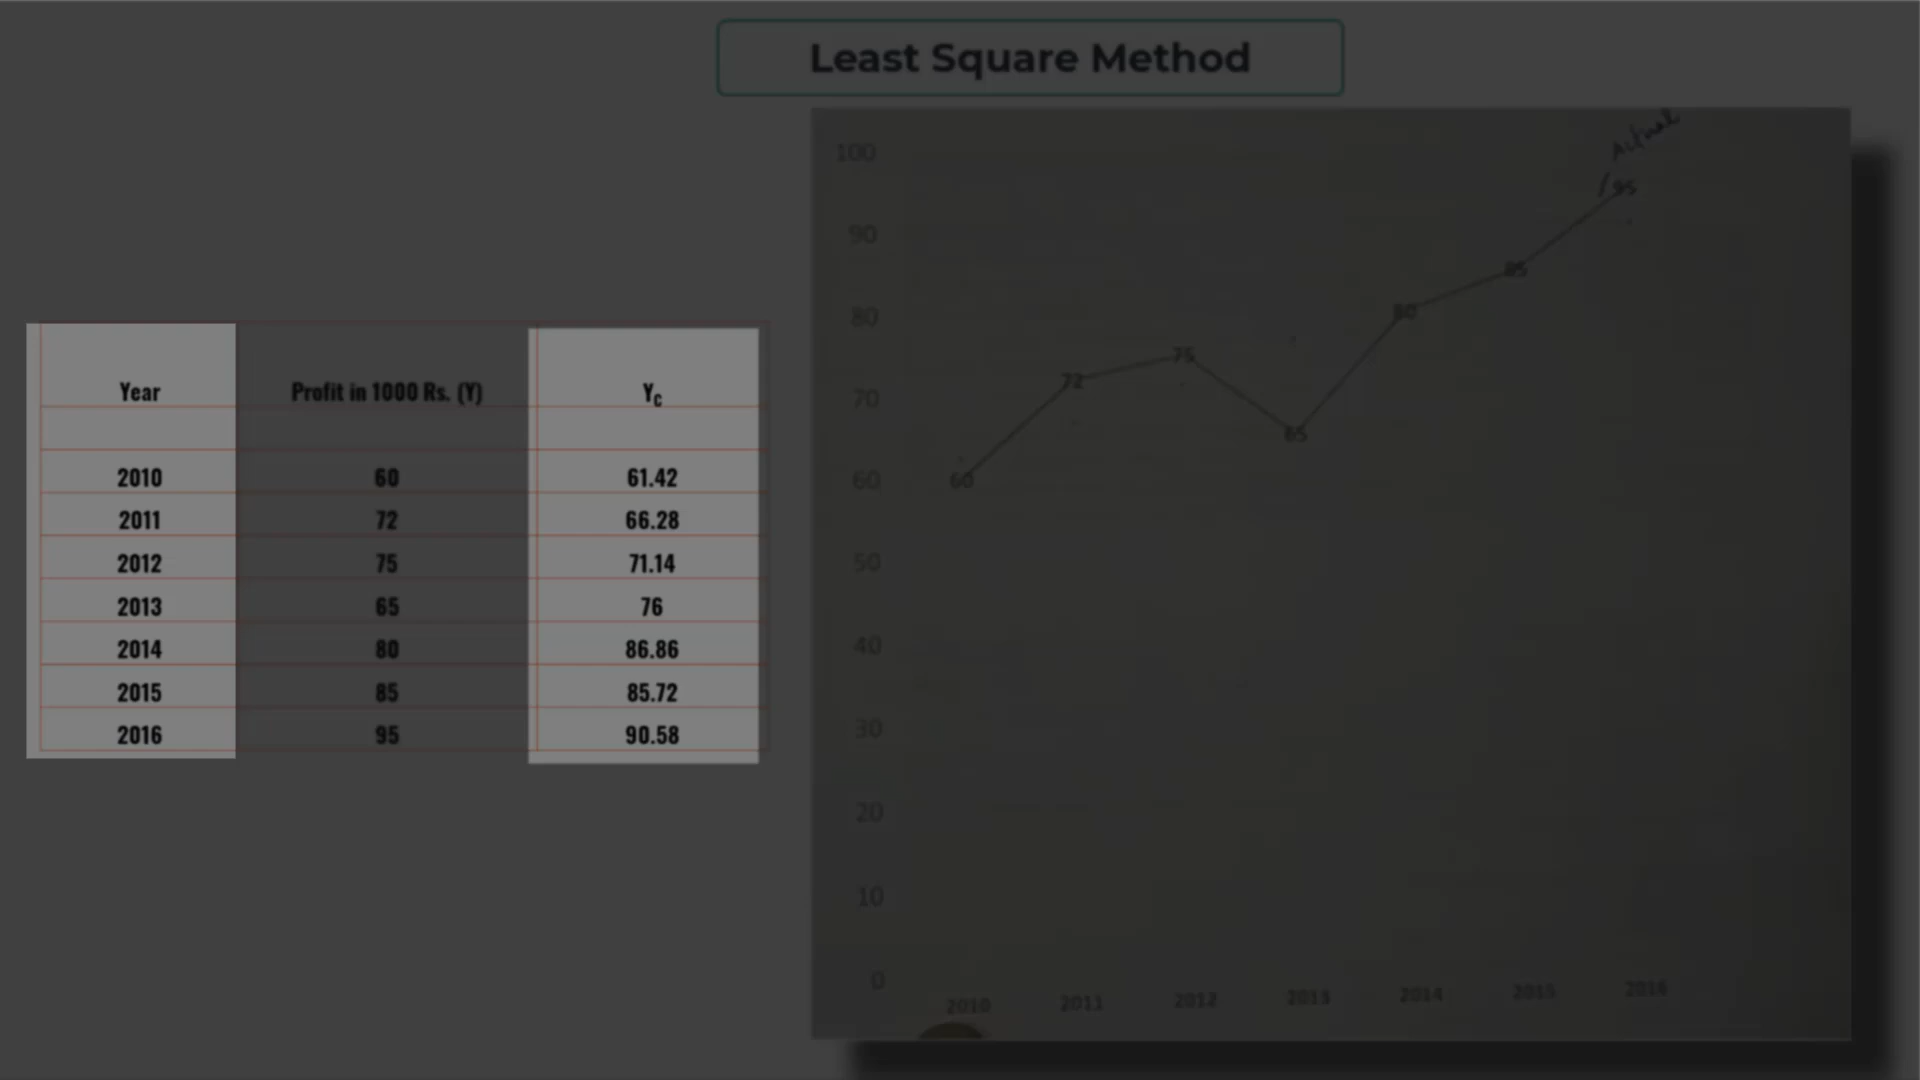 Least Square Method
Year Profit in 1000 Rs. (Y) Yc
2010 60 61.42
2011 72 66.28
2012 75 71.14
2013 65 76
2014 80 86.86
2015 85 85.72
2016 95 90.58
Actual
100
90
80
70
60
50
40
30
20
10
0
60
72
75
65
80
85
95
2010 2011 2012 2013 2014 2015 2016